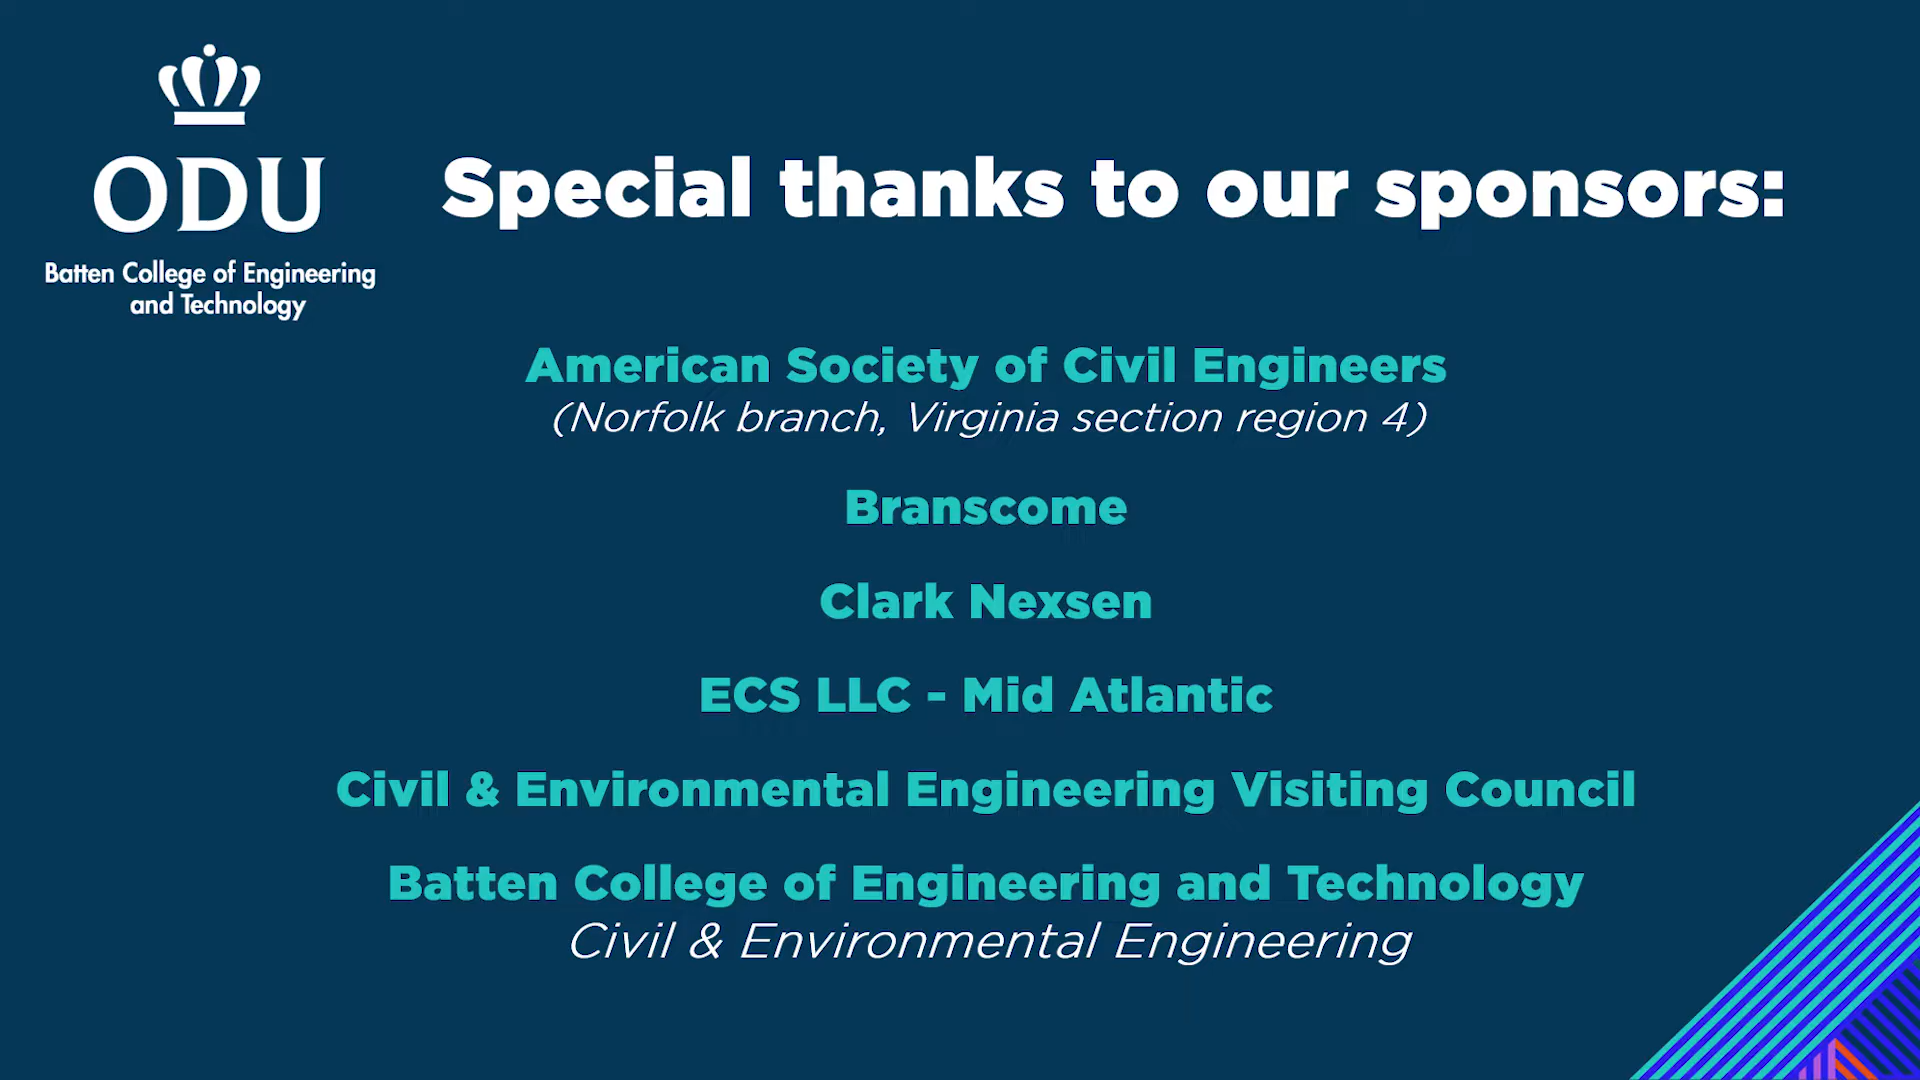 ODU
Batten College of Engineering
and Technology
Special thanks to our sponsors:
American Society of Civil Engineers
(Norfolk branch, Virginia section region 4)
Branscome
Clark Nexsen
ECS LLC - Mid Atlantic
Civil & Environmental Engineering Visiting Council
Batten College of Engineering and Technology
Civil & Environmental Engineering